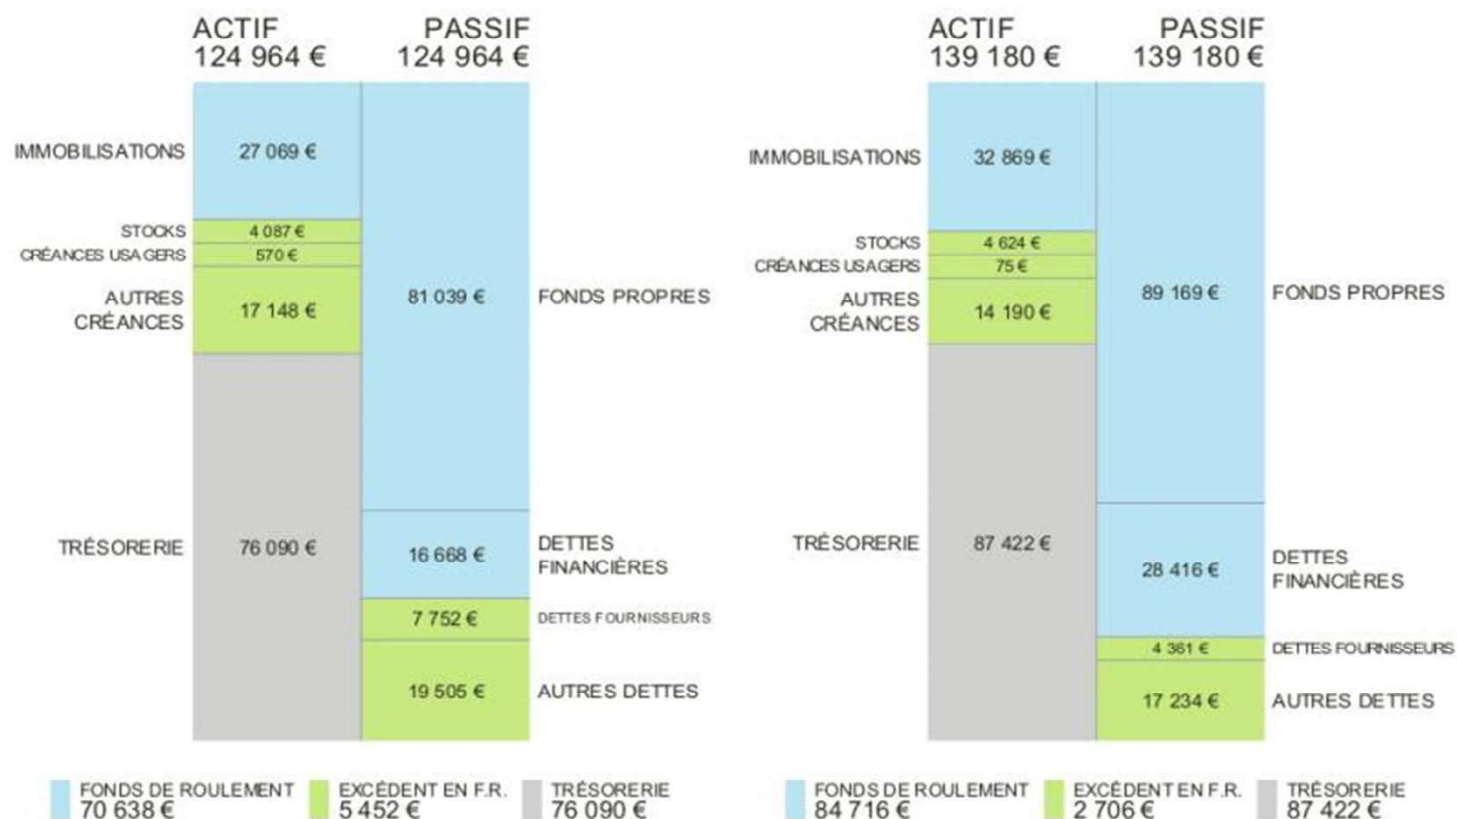 ACTIF
124 964 €
PASSIF
124 964 €
IMMOBILISATIONS
27 069 €
STOCKS
4 087 €
CRÉANCES USAGERS
570 €
AUTRES
CRÉANCES
17 148 €
TRÉSORERIE
76 090 €
81 039 €
FONDS PROPRES
16 668 €
DETTES
FINANCIÈRES
7 752 €
DETTES FOURNISSEURS
19 505 €
AUTRES DETTES
FONDS DE ROULEMENT
70 638 €
EXCÉDENT EN F.R.
5 452 €
TRÉSORERIE
76 090 €
ACTIF
139 180 €
PASSIF
139 180 €
IMMOBILISATIONS
32 869 €
STOCKS
4 624 €
CRÉANCES USAGERS
75 €
AUTRES
CRÉANCES
14 190 €
TRÉSORERIE
87 422 €
89 169 €
FONDS PROPRES
28 416 €
DETTES
FINANCIÈRES
4 361 €
DETTES FOURNISSEURS
17 234 €
AUTRES DETTES
FONDS DE ROULEMENT
84 716 €
EXCÉDENT EN F.R.
2 706 €
TRÉSORERIE
87 422 €